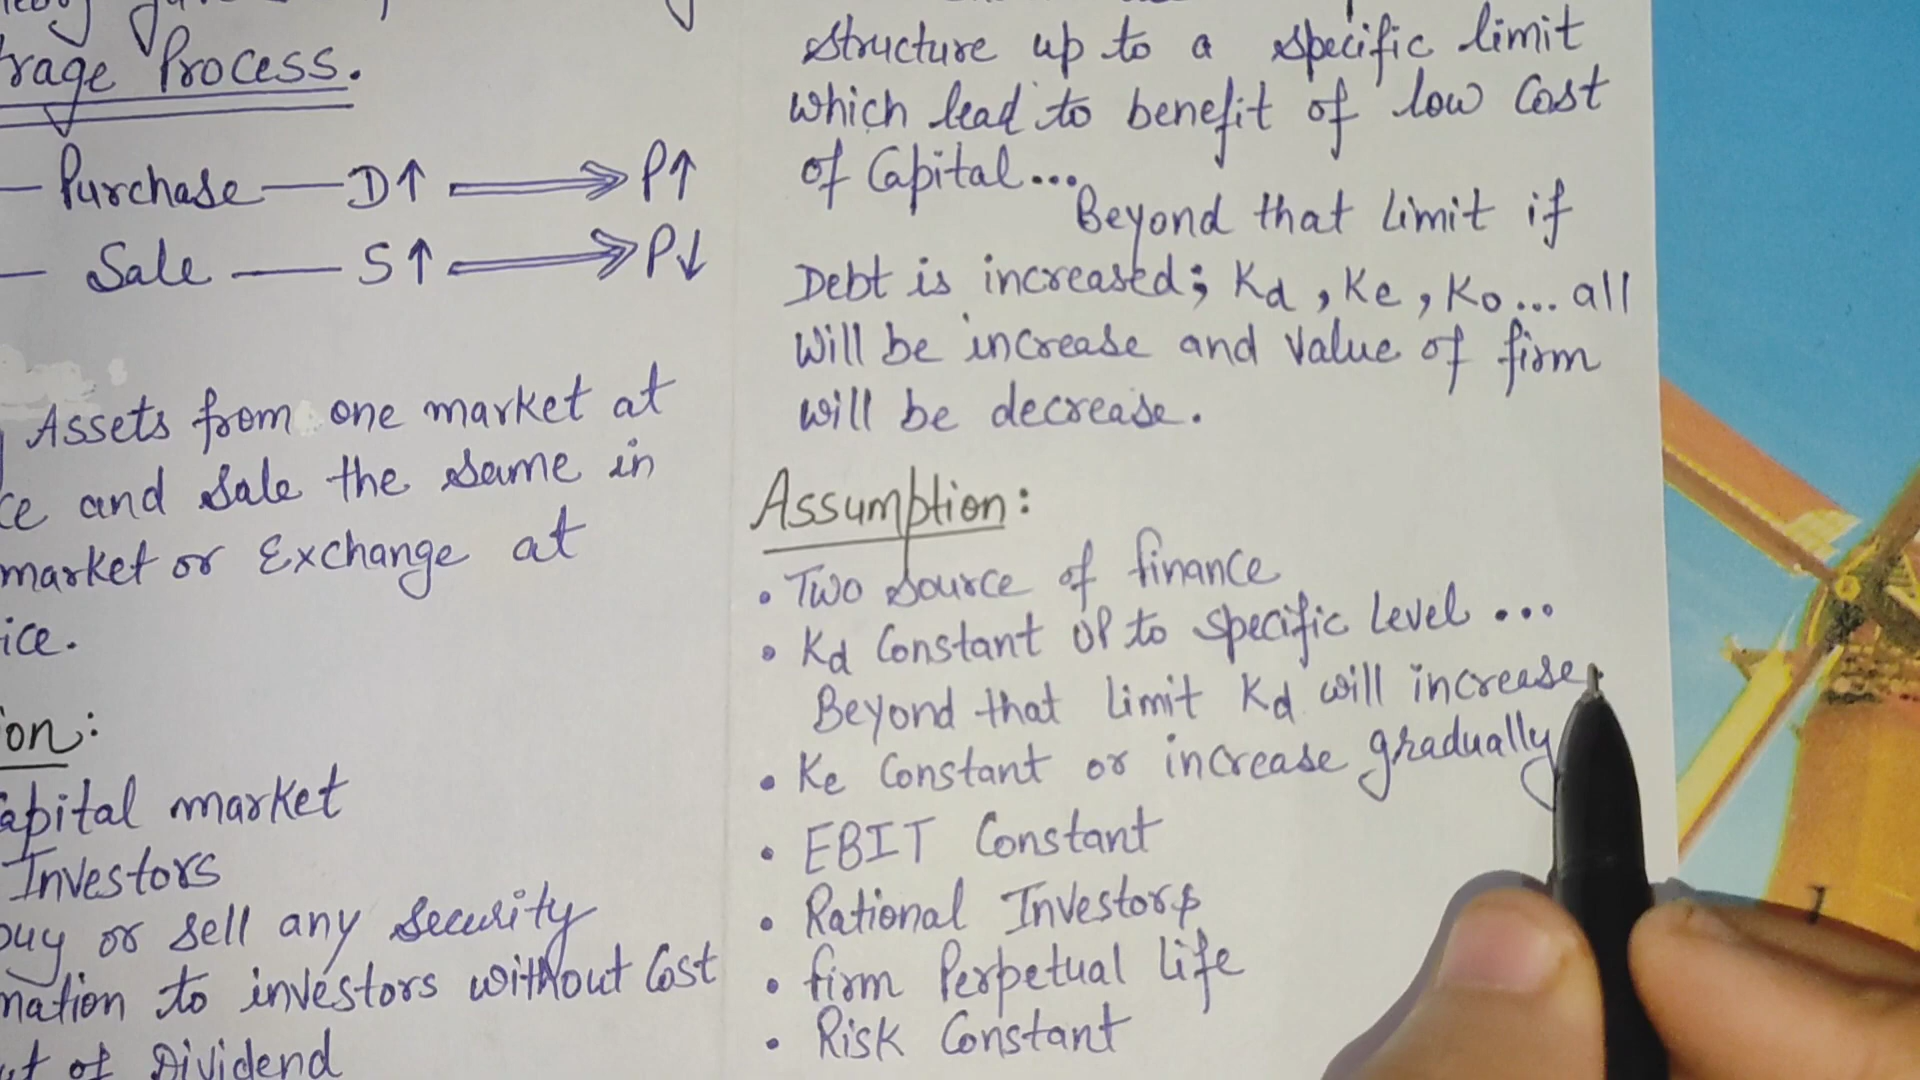 rage Process.
Purchase — D↑ ⟹ P↑
Sale — S↑ ⟹ P↓
Assets from one market at
ce and Sale the Same in
market or Exchange at
ice.
on:
apital market
Investors
buy or Sell any Security
mation to investors without Cost
ut of Dividend
Structure up to a specific limit
which lead to benefit of low Cost
of Capital...
Beyond that Limit if
Debt is increased; Kd, Ke, Ko... all
will be increase and value of firm
will be decrease.
Assumption:
• Two Source of finance
• Kd Constant UP to Specific Level ...
Beyond that Limit Kd will increase.
• Ke Constant or increase gradually
• EBIT Constant
• Rational Investors
• firm Perpetual Life
• Risk Constant